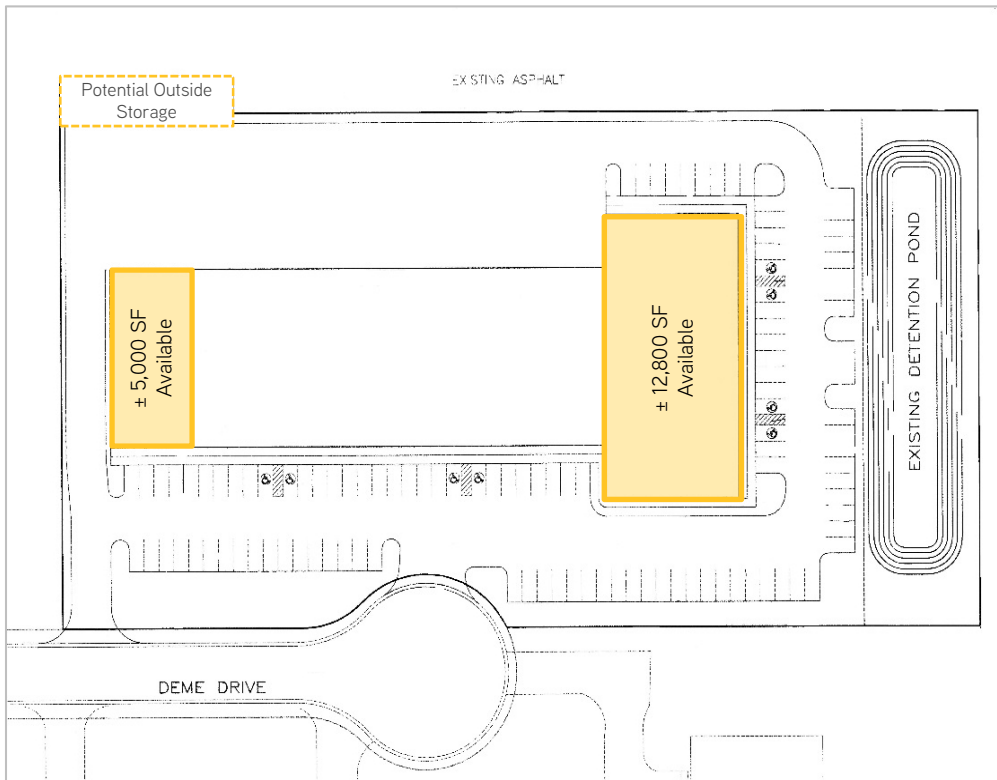 EXISTING ASPHALT
Potential Outside
Storage
± 5,000 SF
Available
± 12,800 SF
Available
EXISTING DETENTION POND
DEME DRIVE